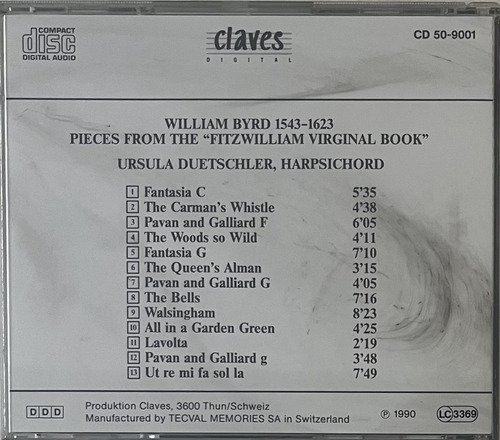 COMPACT
disc
DIGITAL AUDIO
claves
DIGITAL
CD 50-9001
WILLIAM BYRD 1543-1623
PIECES FROM THE "FITZWILLIAM VIRGINAL BOOK"
URSULA DUETSCHLER, HARPSICHORD
1 Fantasia C 5'35
2 The Carman's Whistle 4'38
3 Pavan and Galliard F 6'05
4 The Woods so Wild 4'11
5 Fantasia G 7'10
6 The Queen's Alman 3'15
7 Pavan and Galliard G 4'05
8 The Bells 7'16
9 Walsingham 8'23
10 All in a Garden Green 4'25
11 Lavolta 2'19
12 Pavan and Galliard g 3'48
13 Ut re mi fa sol la 7'49
D D D
Produktion Claves, 3600 Thun/Schweiz
Manufactured by TECVAL MEMORIES SA in Switzerland
℗ 1990
LC 3369